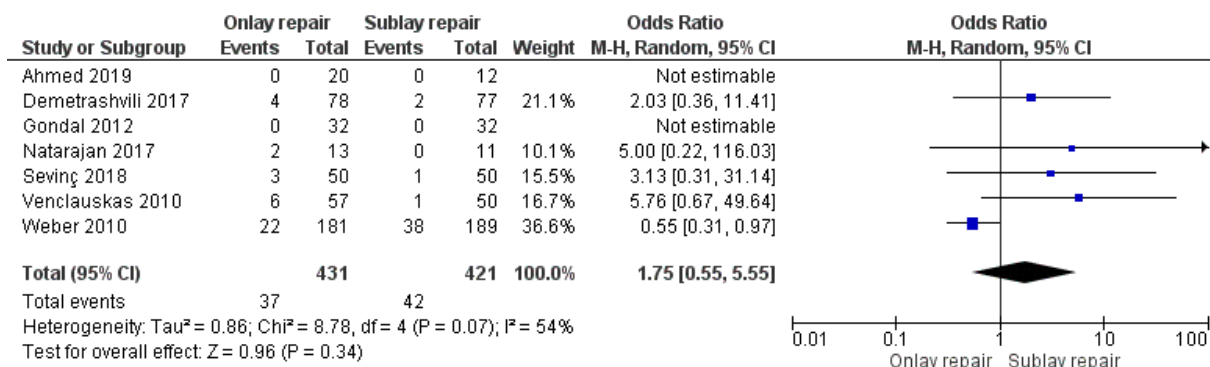 Onlay repair Sublay repair Odds Ratio Odds Ratio
Study or Subgroup Events Total Events Total Weight M-H, Random, 95% CI M-H, Random, 95% CI
Ahmed 2019 0 20 0 12 Not estimable
Demetrashvili 2017 4 78 2 77 21.1% 2.03 [0.36, 11.41]
Gondal 2012 0 32 0 32 Not estimable
Natarajan 2017 2 13 0 11 10.1% 5.00 [0.22, 116.03]
Sevinç 2018 3 50 1 50 15.5% 3.13 [0.31, 31.14]
Venclauskas 2010 6 57 1 50 16.7% 5.76 [0.67, 49.64]
Weber 2010 22 181 38 189 36.6% 0.55 [0.31, 0.97]
Total (95% CI) 431 421 100.0% 1.75 [0.55, 5.55]
Total events 37 42
Heterogeneity: Tau² = 0.86; Chi² = 8.78, df = 4 (P = 0.07); I² = 54%
Test for overall effect: Z = 0.96 (P = 0.34)
0.01 0.1 1 10 100
Onlay repair Sublay repair